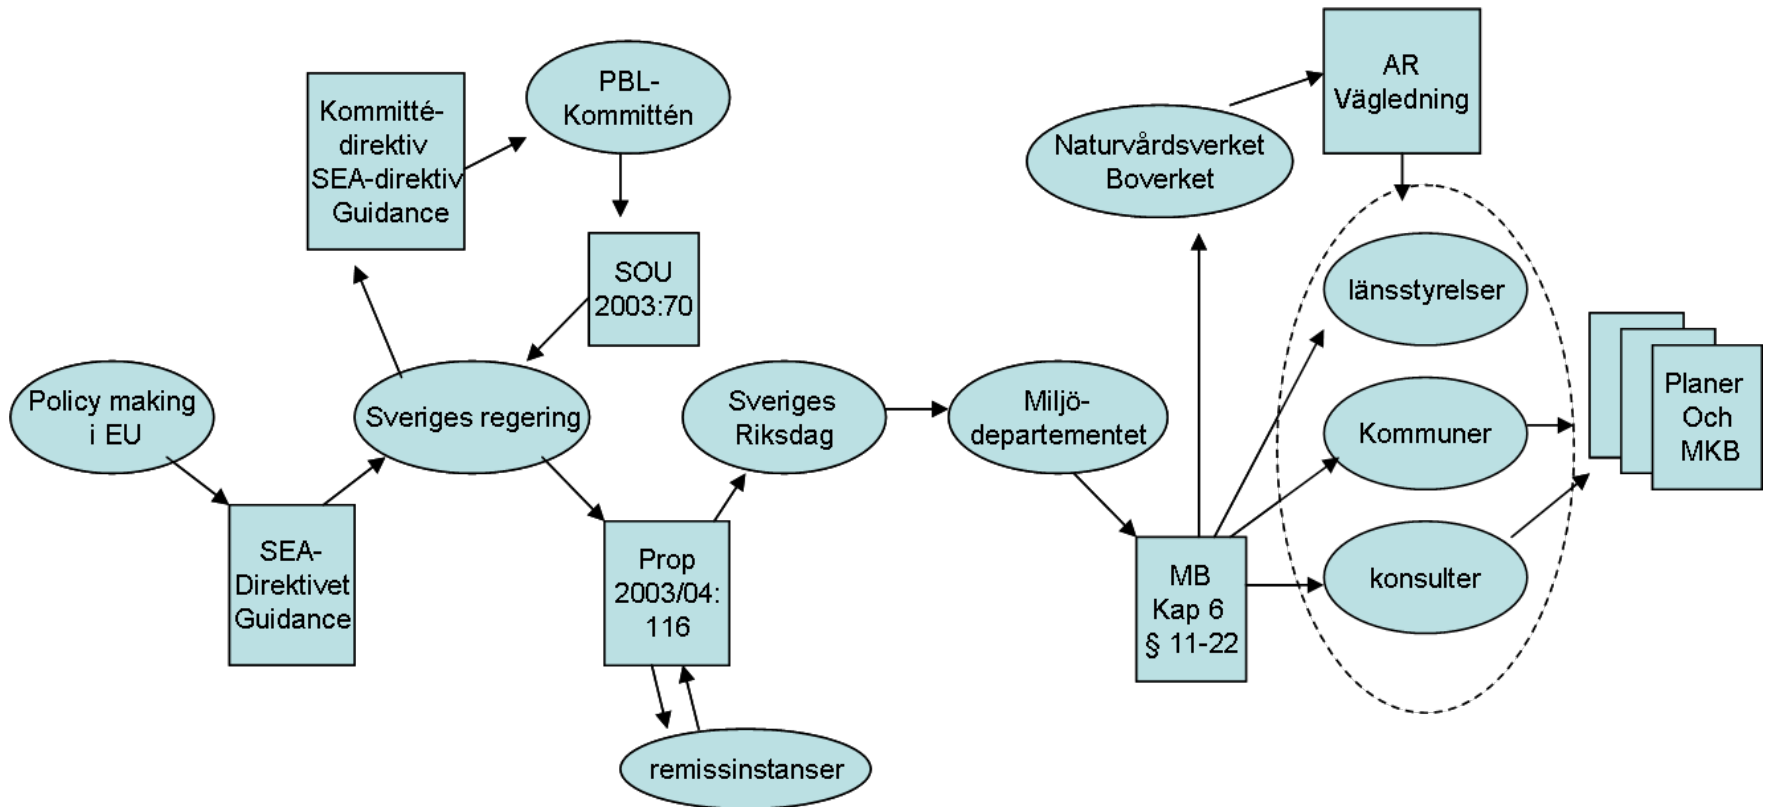 Policy making
i EU
SEA-
Direktivet
Guidance
Kommitté-
direktiv
SEA-direktiv
Guidance
PBL-
Kommittén
SOU
2003:70
Sveriges regering
Prop
2003/04:
116
remissinstanser
Sveriges
Riksdag
Miljö-
departementet
MB
Kap 6
§ 11-22
Naturvårdsverket
Boverket
AR
Vägledning
länsstyrelser
Kommuner
konsulter
Planer
Och
MKB